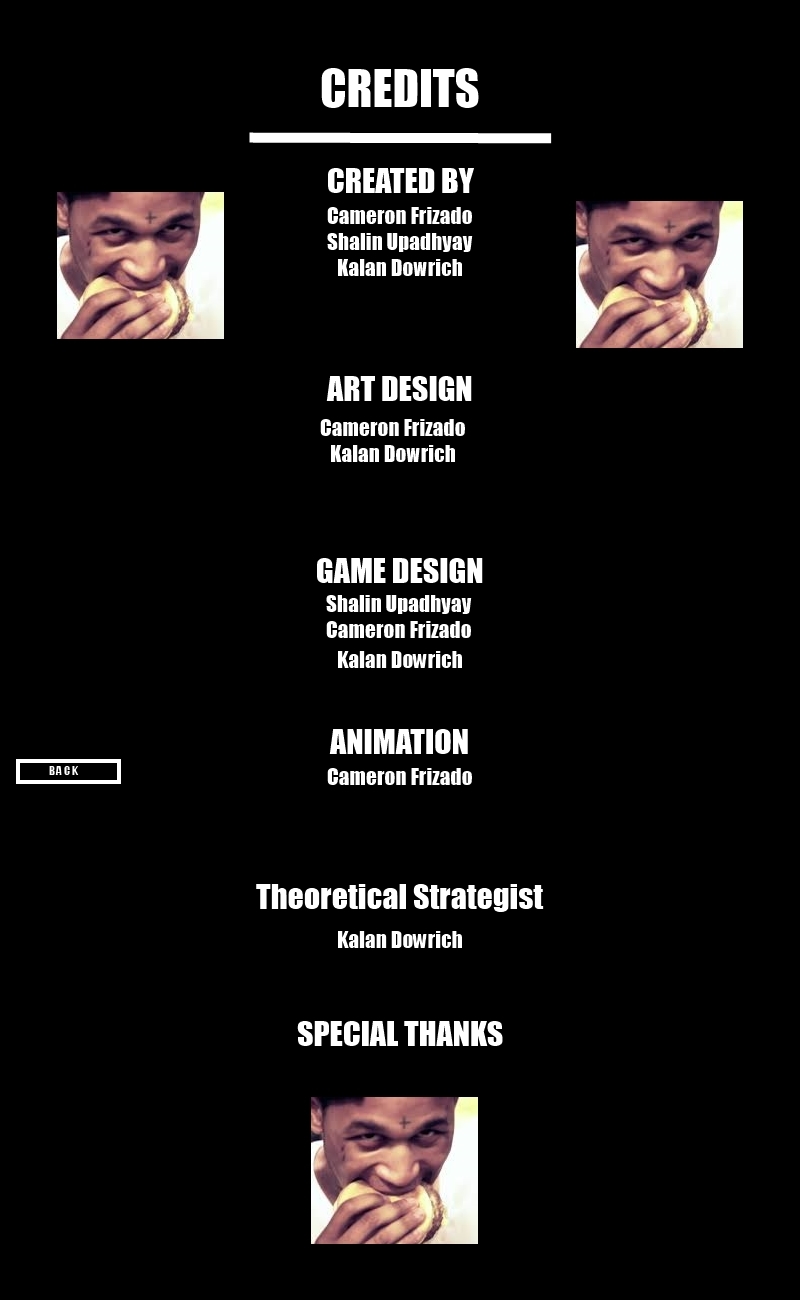 CREDITS
CREATED BY
Cameron Frizado
Shalin Upadhyay
Kalan Dowrich
ART DESIGN
Cameron Frizado
Kalan Dowrich
GAME DESIGN
Shalin Upadhyay
Cameron Frizado
Kalan Dowrich
ANIMATION
BACK
Cameron Frizado
Theoretical Strategist
Kalan Dowrich
SPECIAL THANKS